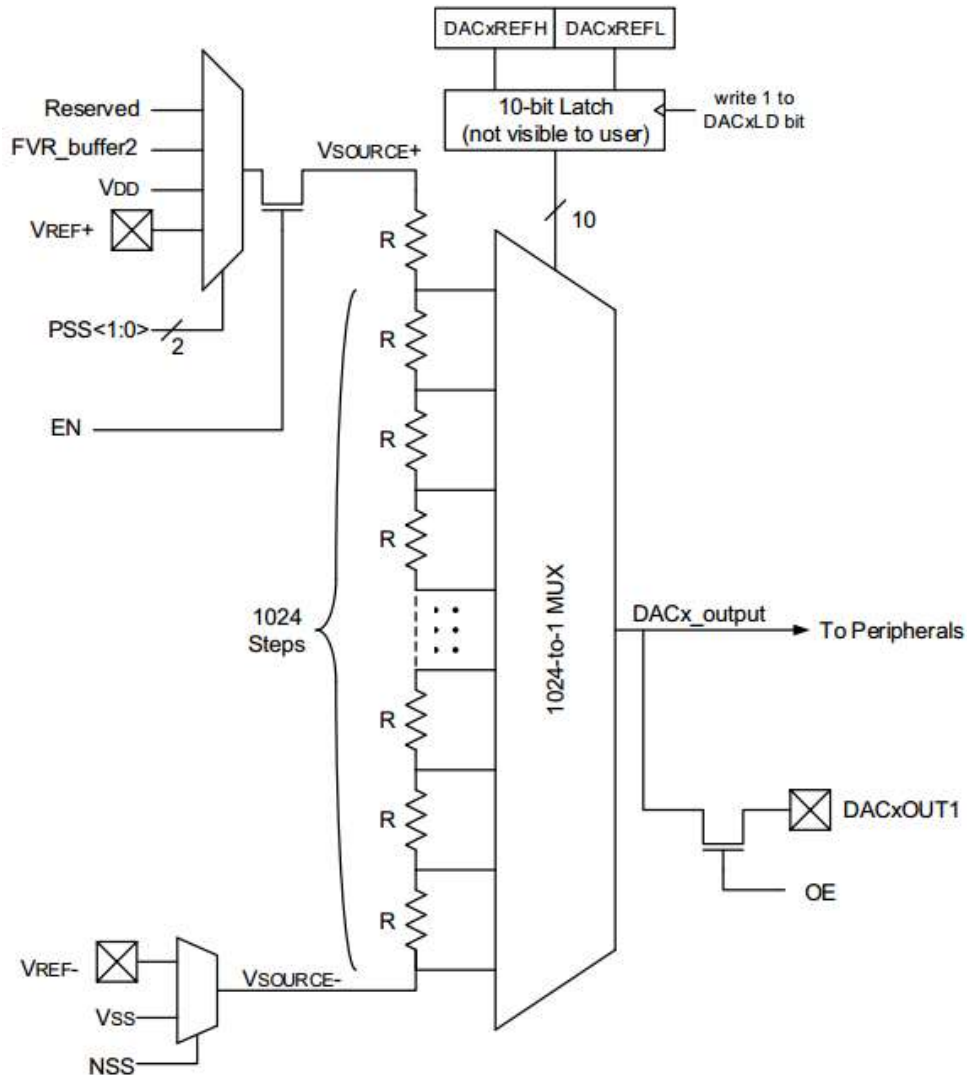 DACxREFH DACxREFL
10-bit Latch
(not visible to user)
write 1 to
DACxLD bit
Reserved
FVR_buffer2
VDD
VREF+
VSOURCE+
10
R
PSS<1:0>
2
R
EN
R
R
1024
Steps
1024-to-1 MUX
DACx_output
To Peripherals
R
R
DACxOUT1
OE
R
VREF-
VSOURCE-
VSS
NSS